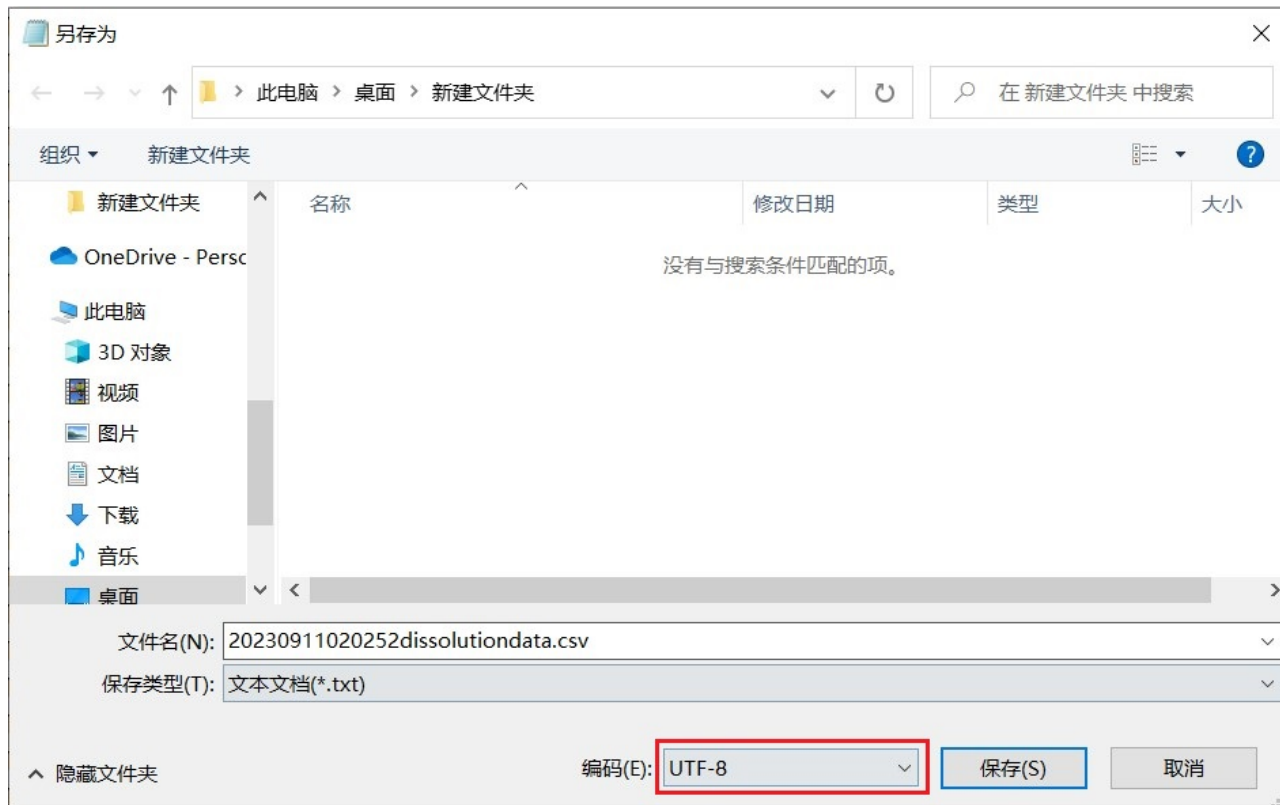 另存为
此电脑 > 桌面 > 新建文件夹
在 新建文件夹 中搜索
组织 新建文件夹
?
名称 修改日期 类型 大小
没有与搜索条件匹配的项。
新建文件夹
OneDrive - Persc
此电脑
3D 对象
视频
图片
文档
下载
音乐
桌面
文件名(N): 20230911020252dissolutiondata.csv
保存类型(T): 文本文档(*.txt)
隐藏文件夹 编码(E): UTF-8 保存(S) 取消